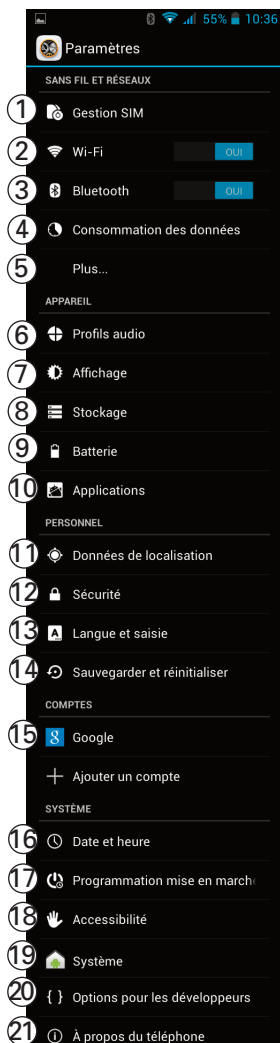 55% 10:36
Paramètres
SANS FIL ET RÉSEAUX
1 Gestion SIM
2 Wi-Fi OUI
3 Bluetooth OUI
4 Consommation des données
5 Plus...
APPAREIL
6 Profils audio
7 Affichage
8 Stockage
9 Batterie
10 Applications
PERSONNEL
11 Données de localisation
12 Sécurité
13 A Langue et saisie
14 Sauvegarder et réinitialiser
COMPTES
15 8 Google
Ajouter un compte
SYSTÈME
16 Date et heure
17 Programmation mise en march
18 Accessibilité
19 Système
20 { } Options pour les développeurs
21 À propos du téléphone